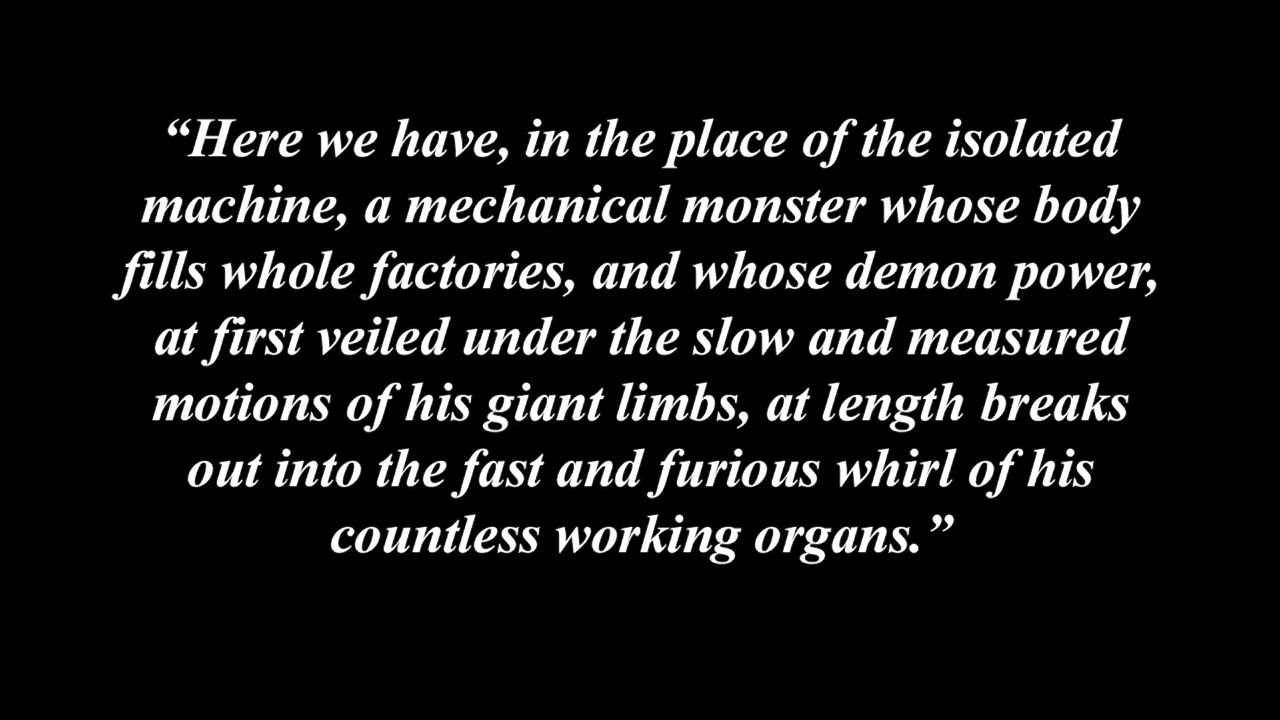 “Here we have, in the place of the isolated
machine, a mechanical monster whose body
fills whole factories, and whose demon power,
at first veiled under the slow and measured
motions of his giant limbs, at length breaks
out into the fast and furious whirl of his
countless working organs.”